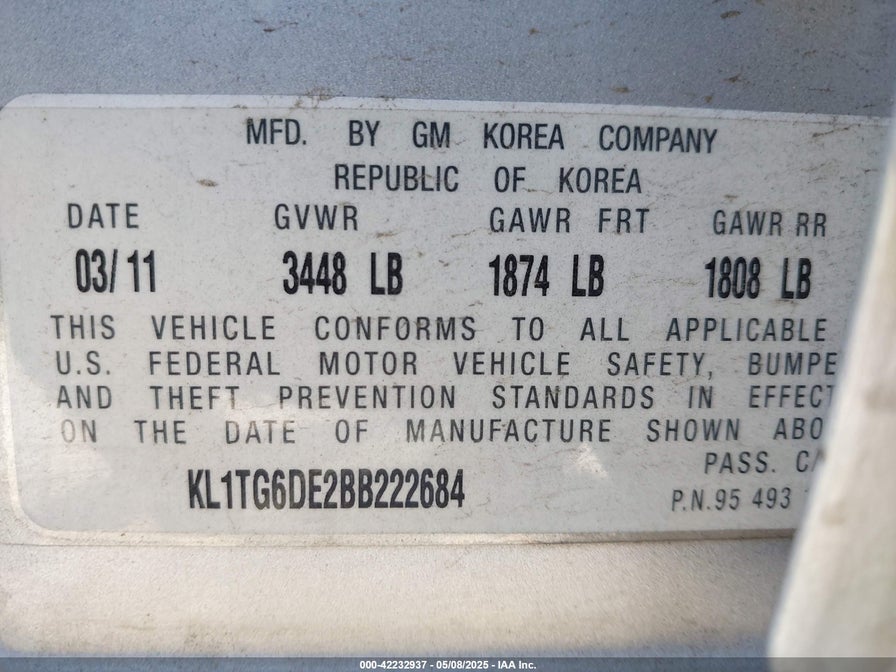 MFD. BY GM KOREA COMPANY
REPUBLIC OF KOREA
DATE GVWR GAWR FRT GAWR RR
03/11 3448 LB 1874 LB 1808 LB
THIS VEHICLE CONFORMS TO ALL APPLICABLE
U.S. FEDERAL MOTOR VEHICLE SAFETY, BUMPE
AND THEFT PREVENTION STANDARDS IN EFFECT
ON THE DATE OF MANUFACTURE SHOWN ABO
PASS. CA
KL1TG6DE2BB222684
P.N.95 493
000-42232937 - 05/08/2025 - IAA Inc.